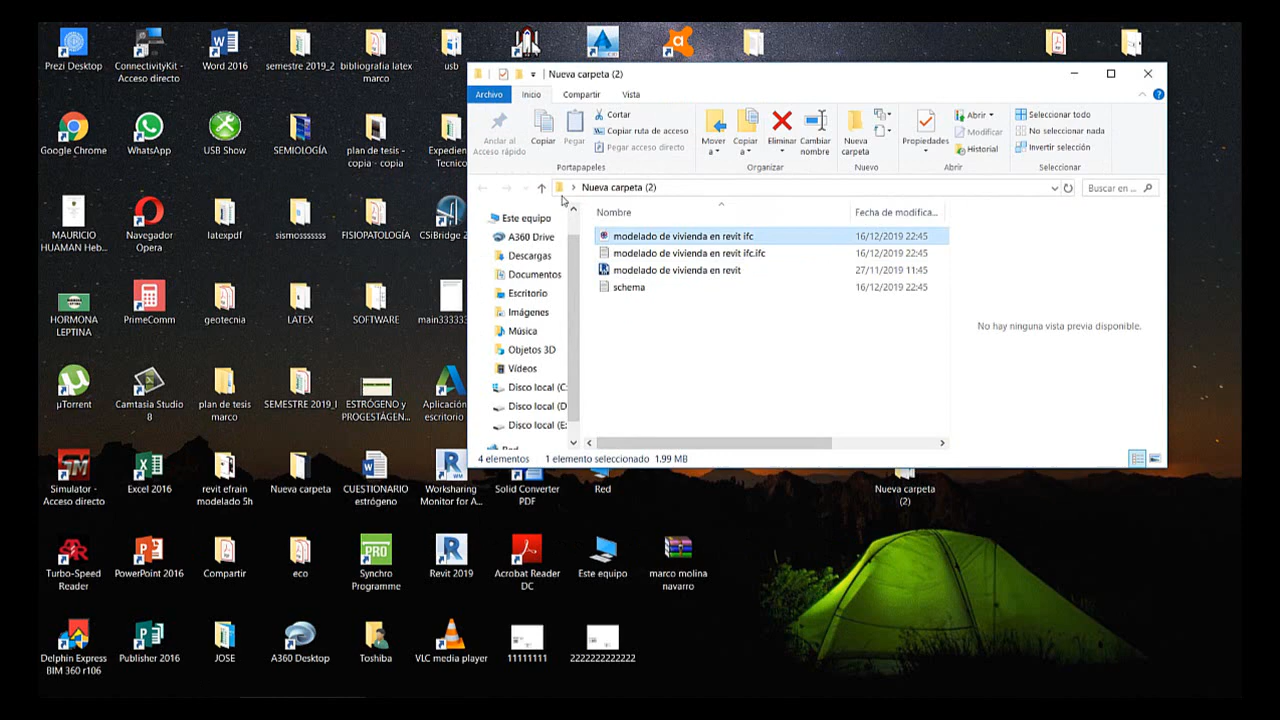 Nueva carpeta (2)
Archivo
Inicio
Compartir
Vista
Anclar al
Acceso rápido
Copiar
Pegar
Cortar
Copiar ruta de acceso
Pegar acceso directo
Portapapeles
Mover
a
Copiar
a
Eliminar
Cambiar
nombre
Organizar
Nueva
carpeta
Nuevo
Propiedades
Abrir
Modificar
Historial
Abrir
Seleccionar todo
No seleccionar nada
Invertir selección
Seleccionar
Nueva carpeta (2)
Buscar en ...
Este equipo
A360 Drive
Descargas
Documentos
Escritorio
Imágenes
Música
Objetos 3D
Vídeos
Disco local (C:
Disco local (D
Disco local (E:
Red
Nombre
Fecha de modifica...
modelado de vivienda en revit ifc
16/12/2019 22:45
modelado de vivienda en revit ifc.ifc
16/12/2019 22:45
modelado de vivienda en revit
27/11/2019 11:45
schema
16/12/2019 22:45
No hay ninguna vista previa disponible.
4 elementos
1 elemento seleccionado 1.99 MB
Prezi Desktop
ConnectivityKit -
Acceso directo
Word 2016
semestre 2019_2
bibliografia latex
marco
usb
Google Chrome
WhatsApp
USB Show
SEMIOLOGÍA
plan de tesis -
copia - copia
Expedien
Tecnico
MAURICIO
HUAMAN Heb...
Navegador
Opera
latexpdf
sismosssssss
FISIOPATOLOGÍA
CSiBridge 2
HORMONA
LEPTINA
PrimeComm
geotecnia
LATEX
SOFTWARE
main33333
µTorrent
Camtasia Studio
8
plan de tesis
marco
SEMESTRE 2019_I
ESTRÓGENO y
PROGESTÁGEN...
Aplicación
escritorio
Simulator -
Acceso directo
Excel 2016
revit efrain
modelado 5h
Nueva carpeta
CUESTIONARIO
estrógeno
Worksharing
Monitor for A...
Solid Converter
PDF
Red
Nueva carpeta
(2)
Turbo-Speed
Reader
PowerPoint 2016
Compartir
eco
PRO
Synchro
Programme
Revit 2019
Acrobat Reader
DC
Este equipo
marco molina
navarro
Delphin Express
BIM 360 r106
Publisher 2016
JOSE
A360 Desktop
Toshiba
VLC media player
11111111
2222222222222